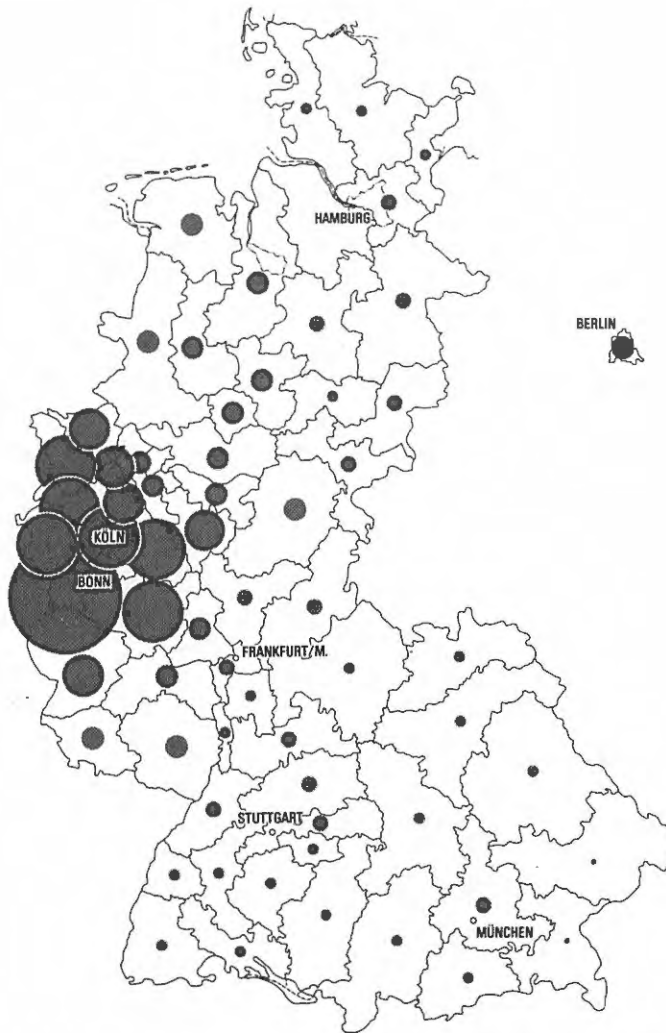 HAMBURG
BERLIN
KÖLN
BONN
FRANKFURT/M.
STUTTGART
MÜNCHEN